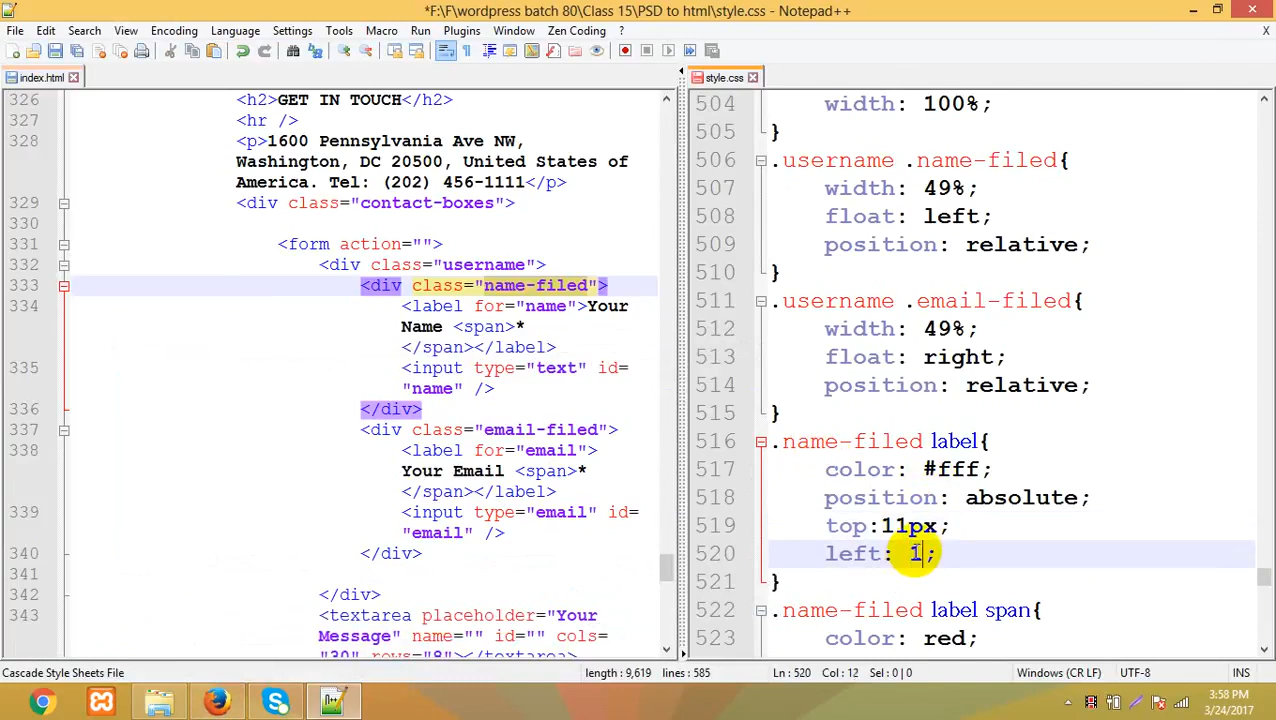 *F:\F\wordpress batch 80\Class 15\PSD to html\style.css - Notepad++
File Edit Search View Encoding Language Settings Tools Macro Run Plugins Window Zen Coding ? X
index.html
326 <h2>GET IN TOUCH</h2>
327 <hr />
328 <p>1600 Pennsylvania Ave NW,
Washington, DC 20500, United States of
America. Tel: (202) 456-1111</p>
329 <div class="contact-boxes">
330
331 <form action="">
332 <div class="username">
333 <div class="name-filed">
334 <label for="name">Your
Name <span>*
</span></label>
335 <input type="text" id=
"name" />
336 </div>
337 <div class="email-filed">
338 <label for="email">
Your Email <span>*
</span></label>
339 <input type="email" id=
"email" />
340 </div>
341
342 </div>
343 <textarea placeholder="Your
Message" name="" id="" cols=
"30" rows="8"></textarea>
style.css
504 width: 100%;
505 }
506 .username .name-filed{
507 width: 49%;
508 float: left;
509 position: relative;
510 }
511 .username .email-filed{
512 width: 49%;
513 float: right;
514 position: relative;
515 }
516 .name-filed label{
517 color: #fff;
518 position: absolute;
519 top:11px;
520 left: 1;
521 }
522 .name-filed label span{
523 color: red;
Cascade Style Sheets File length : 9,619 lines : 585 Ln : 520 Col : 12 Sel : 0 | 0 Windows (CR LF) UTF-8 INS
3:58 PM
3/24/2017